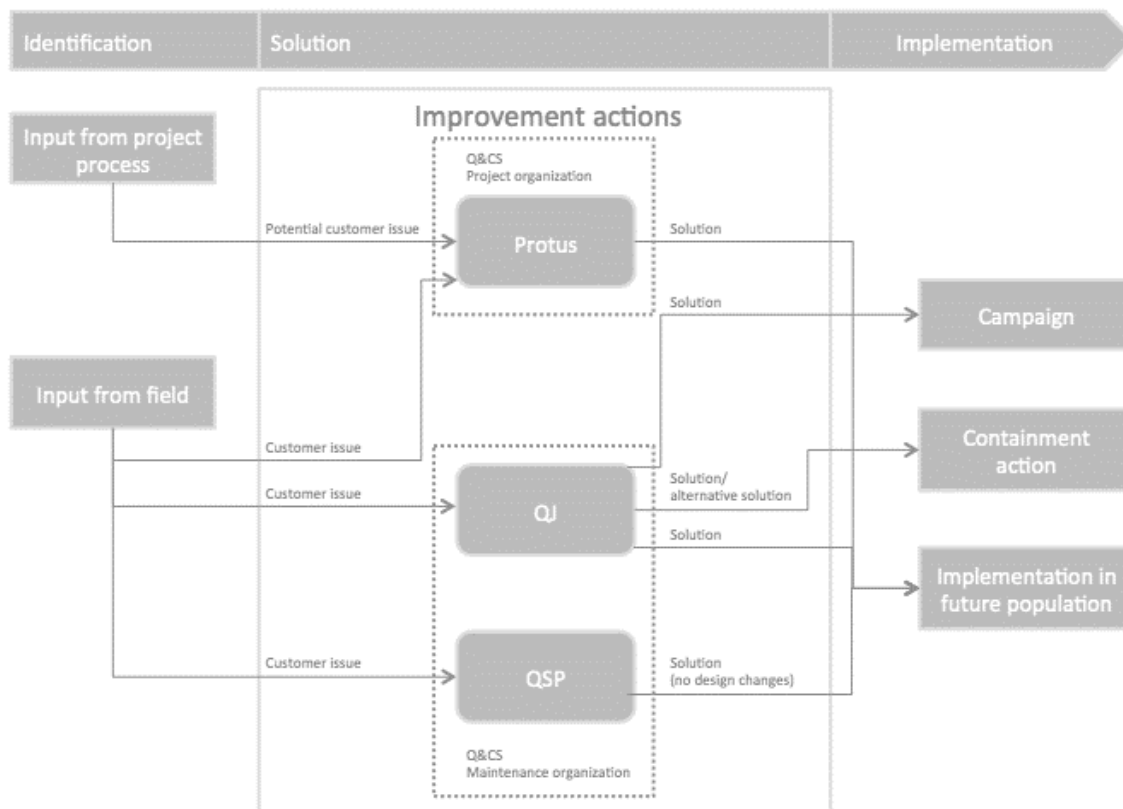 Identification
Solution
Implementation
Improvement actions
Input from project
process
Q&CS
Project organization
Potential customer issue
Protus
Solution
Solution
Campaign
Input from field
Customer issue
Customer issue
QJ
Solution/
alternative solution
Containment
action
Solution
Implementation in
future population
Customer issue
QSP
Solution
(no design changes)
Q&CS
Maintenance organization